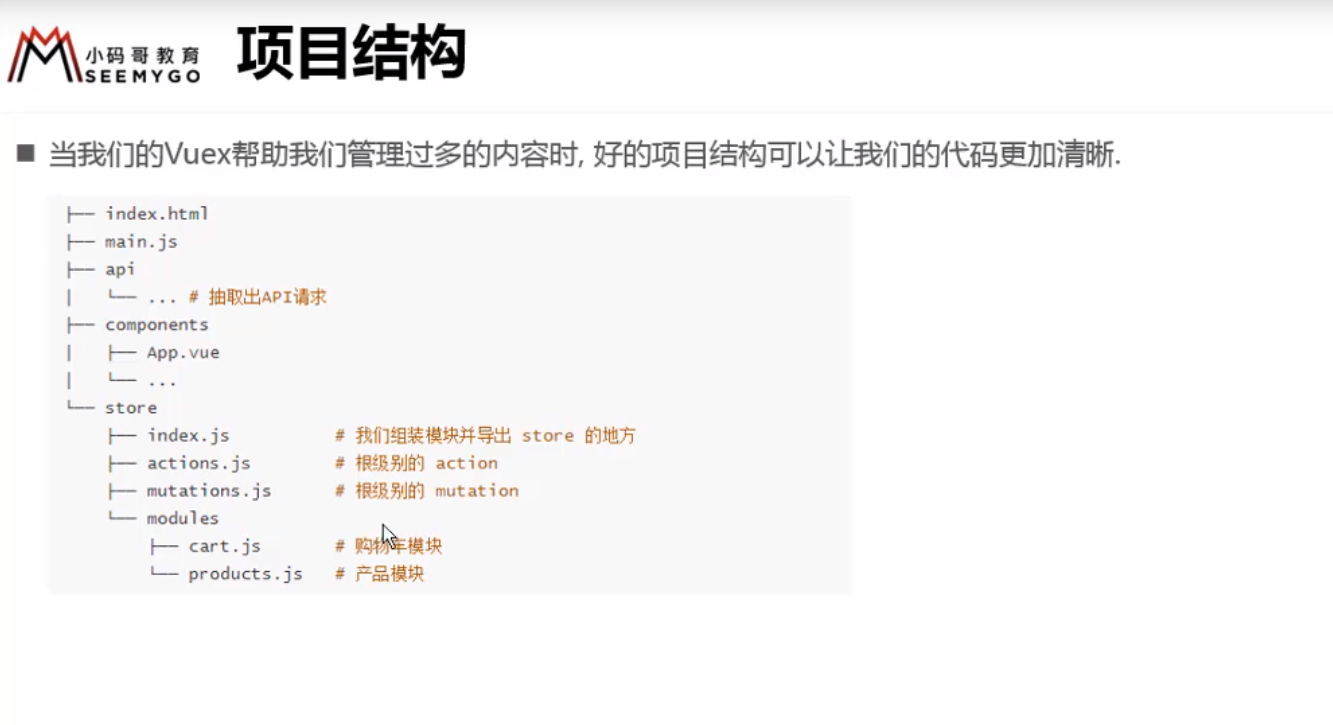 小码哥教育
SEEMYGO
项目结构
■ 当我们的Vuex帮助我们管理过多的内容时, 好的项目结构可以让我们的代码更加清晰.
├── index.html
├── main.js
├── api
│   └── ... # 抽取出API请求
├── components
│   ├── App.vue
│   └── ...
└── store
    ├── index.js          # 我们组装模块并导出 store 的地方
    ├── actions.js        # 根级别的 action
    ├── mutations.js      # 根级别的 mutation
    └── modules
        ├── cart.js       # 购物车模块
        └── products.js   # 产品模块